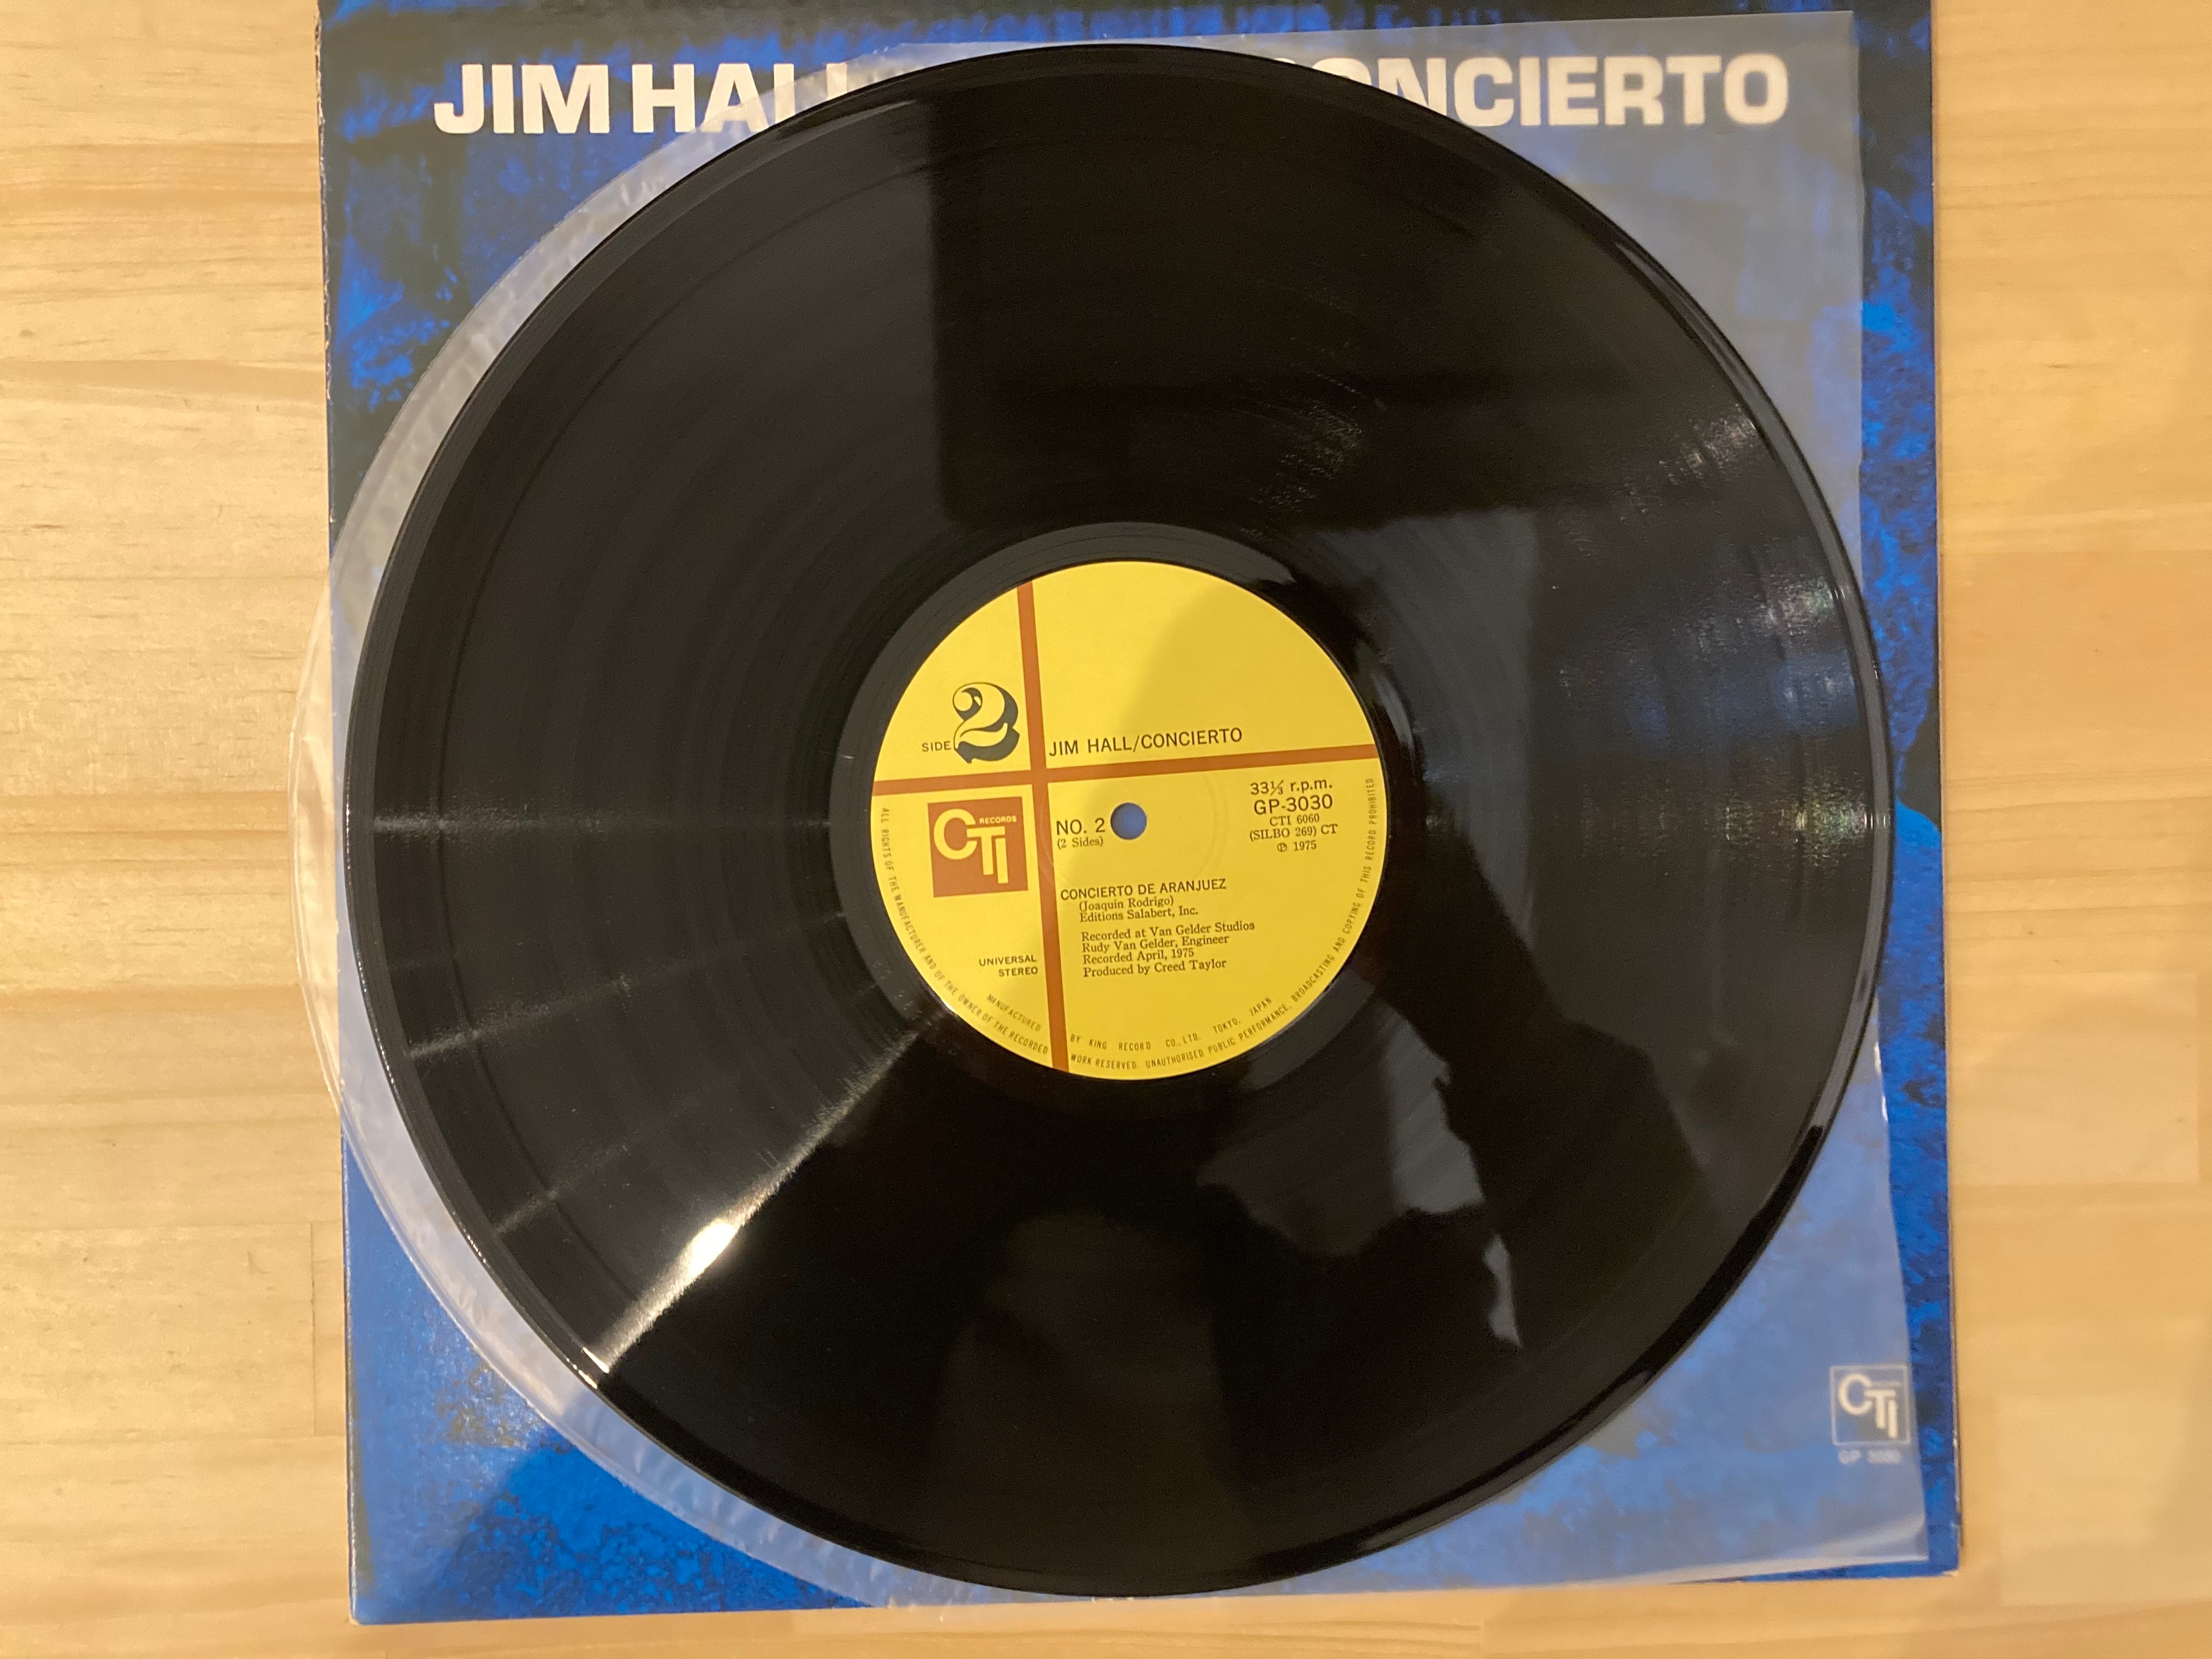 JIM HALL
CONCIERTO
SIDE 2
JIM HALL/CONCIERTO
CTI RECORDS
NO. 2
(2 Sides)
33⅓ r.p.m.
GP-3030
CTI 6060
(SILBO 269) CT
Ⓟ 1975
CONCIERTO DE ARANJUEZ
(Joaquin Rodrigo)
Editions Salabert, Inc.
Recorded at Van Gelder Studios
Rudy Van Gelder, Engineer
Recorded April, 1975
Produced by Creed Taylor
UNIVERSAL
STEREO
MANUFACTURED BY KING RECORD CO., LTD. TOKYO, JAPAN
ALL RIGHTS OF THE MANUFACTURER AND OF THE OWNER OF THE RECORDED WORK RESERVED. UNAUTHORISED PUBLIC PERFORMANCE, BROADCASTING AND COPYING OF THIS RECORD PROHIBITED
CTI
GP 3030